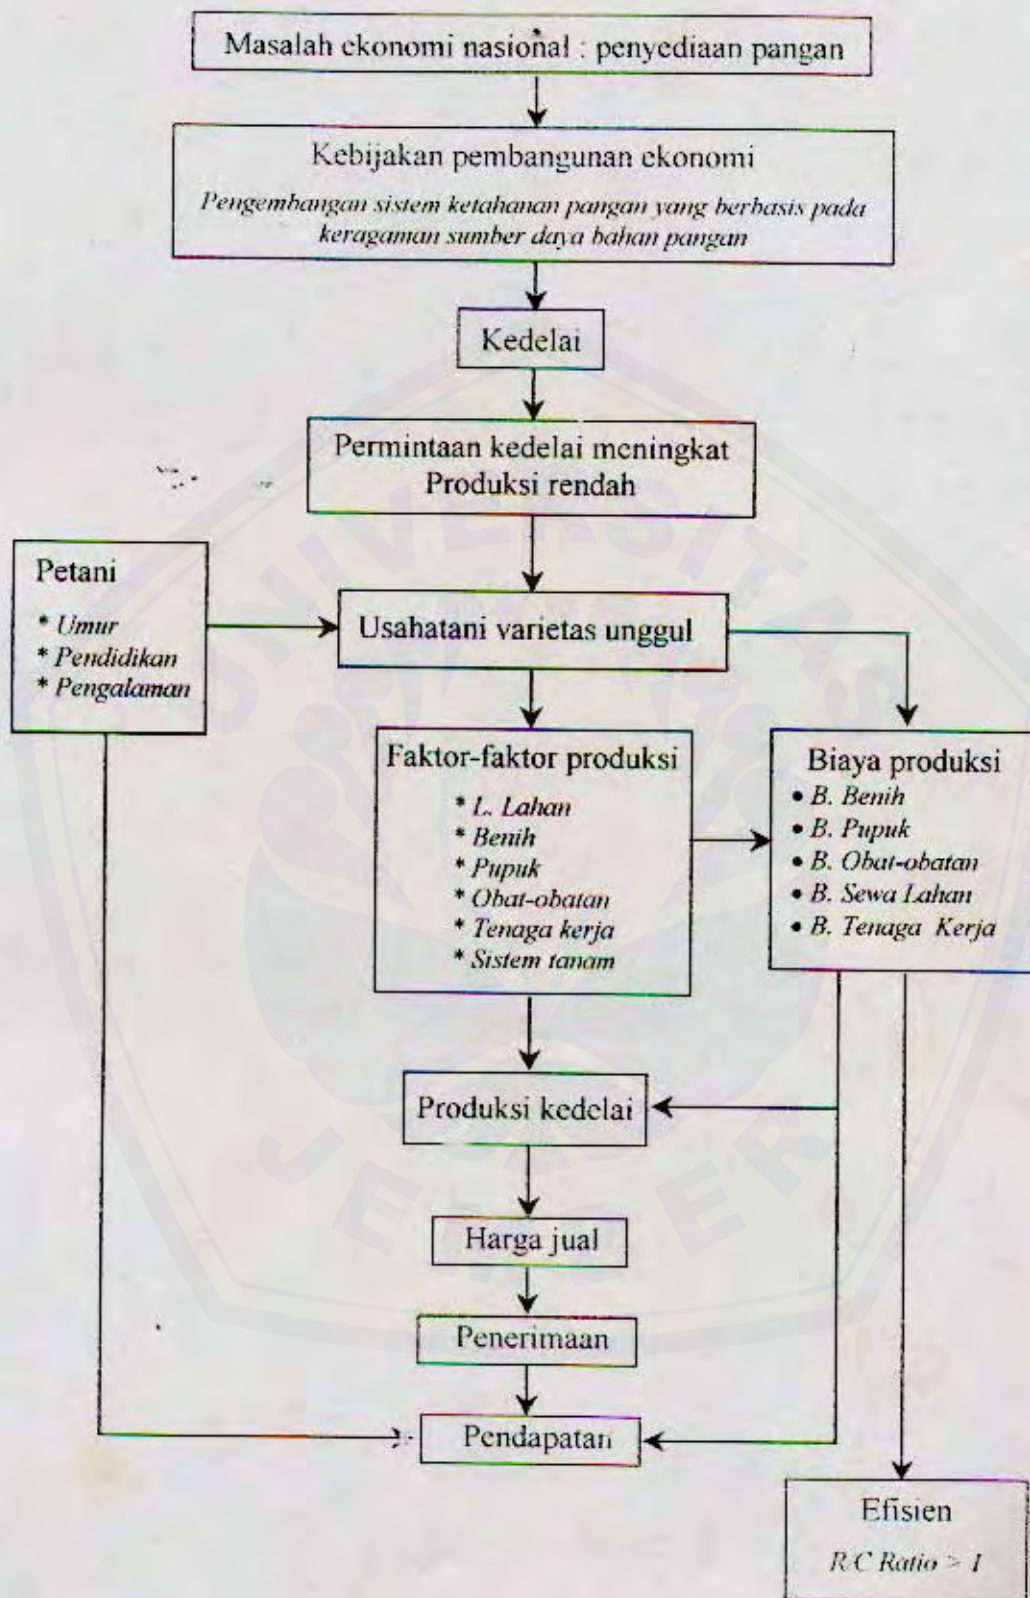 Masalah ekonomi nasional : penyediaan pangan
Kebijakan pembangunan ekonomi
Pengembangan sistem ketahanan pangan yang berbasis pada
keragaman sumber daya bahan pangan
Kedelai
Permintaan kedelai meningkat
Produksi rendah
Petani
* Umur
* Pendidikan
* Pengalaman
Usahatani varietas unggul
Faktor-faktor produksi
* L. Lahan
* Benih
* Pupuk
* Obat-obatan
* Tenaga kerja
* Sistem tanam
Biaya produksi
• B. Benih
• B. Pupuk
• B. Obat-obatan
• B. Sewa Lahan
• B. Tenaga Kerja
Produksi kedelai
Harga jual
Penerimaan
Pendapatan
Efisien
R/C Ratio > 1
UNIVERSITAS
JEMBER